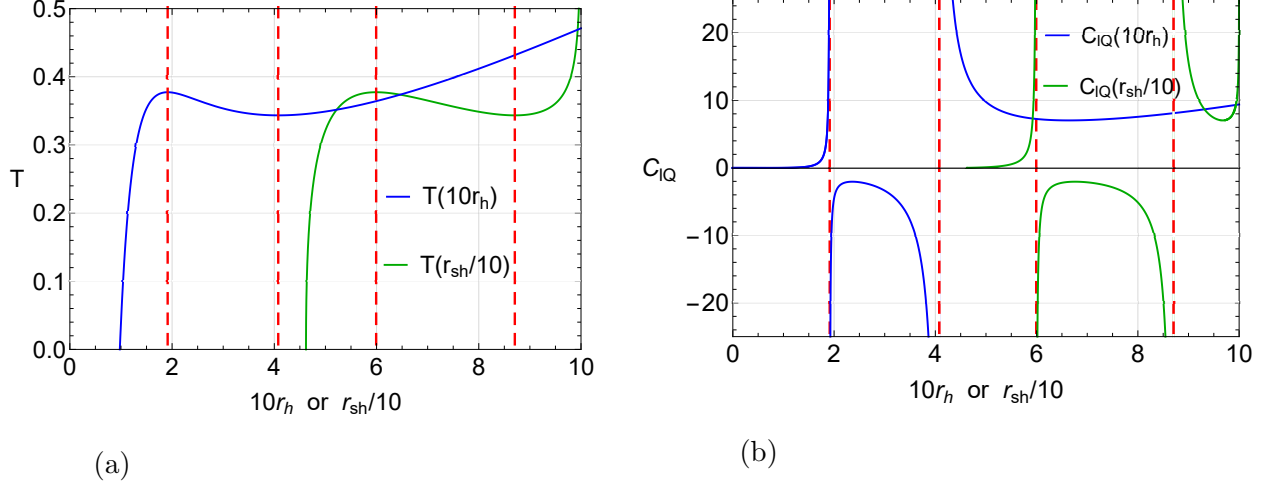 (b)
0.5
0.4
0.3
0.2
0.1
0.0
T
T(10r_h)
T(r_sh/10)
0 2 4 6 8 10
10r_h or r_sh/10
(a)
20
10
0
−10
−20
C_IQ
C_IQ(10r_h)
C_IQ(r_sh/10)
0 2 4 6 8 10
10r_h or r_sh/10
(b)